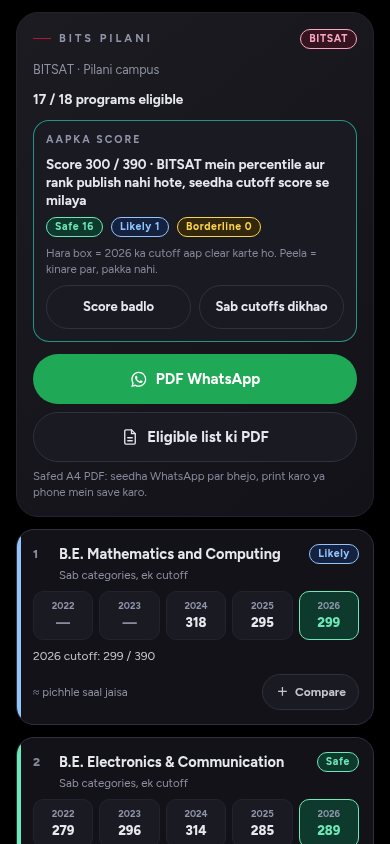 BITS PILANI
BITSAT
BITSAT · Pilani campus
17 / 18 programs eligible
AAPKA SCORE
Score 300 / 390 · BITSAT mein percentile aur
rank publish nahi hote, seedha cutoff score se
milaya
Safe 16 Likely 1 Borderline 0
Hara box = 2026 ka cutoff aap clear karte ho. Peela =
kinare par, pakka nahi.
Score badlo Sab cutoffs dikhao
PDF WhatsApp
Eligible list ki PDF
Safed A4 PDF: seedha WhatsApp par bhejo, print karo ya
phone mein save karo.
1 B.E. Mathematics and Computing Likely
Sab categories, ek cutoff
2022 2023 2024 2025 2026
— — 318 295 299
2026 cutoff: 299 / 390
≈ pichhle saal jaisa + Compare
2 B.E. Electronics & Communication Safe
Sab categories, ek cutoff
2022 2023 2024 2025 2026
279 296 314 285 289